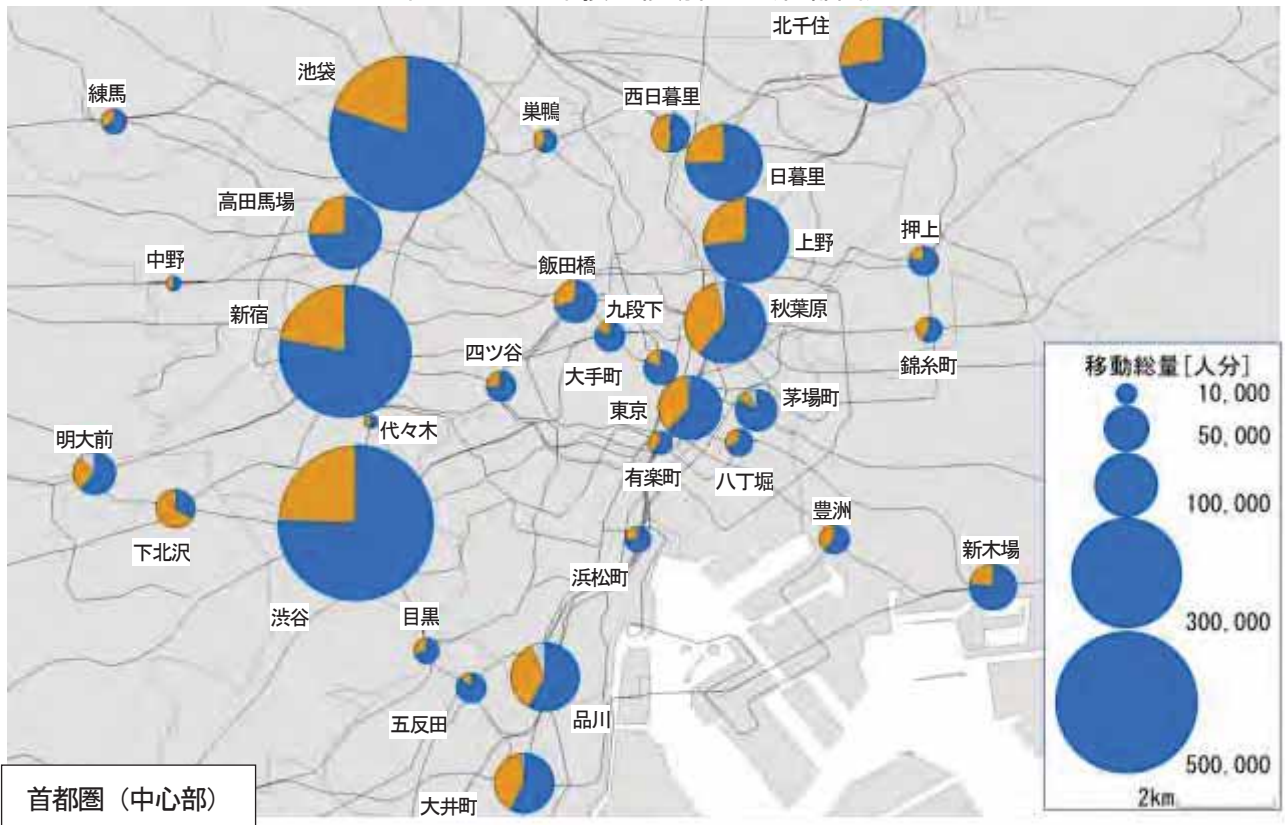 北千住
池袋
練馬
巣鴨
西日暮里
日暮里
高田馬場
上野
押上
中野
飯田橋
新宿
九段下
秋葉原
四ツ谷
大手町
錦糸町
東京
茅場町
代々木
明大前
有楽町
八丁堀
下北沢
豊洲
新木場
浜松町
渋谷
目黒
五反田
品川
大井町
移動総量[人分]
10,000
50,000
100,000
300,000
500,000
2km
首都圏（中心部）